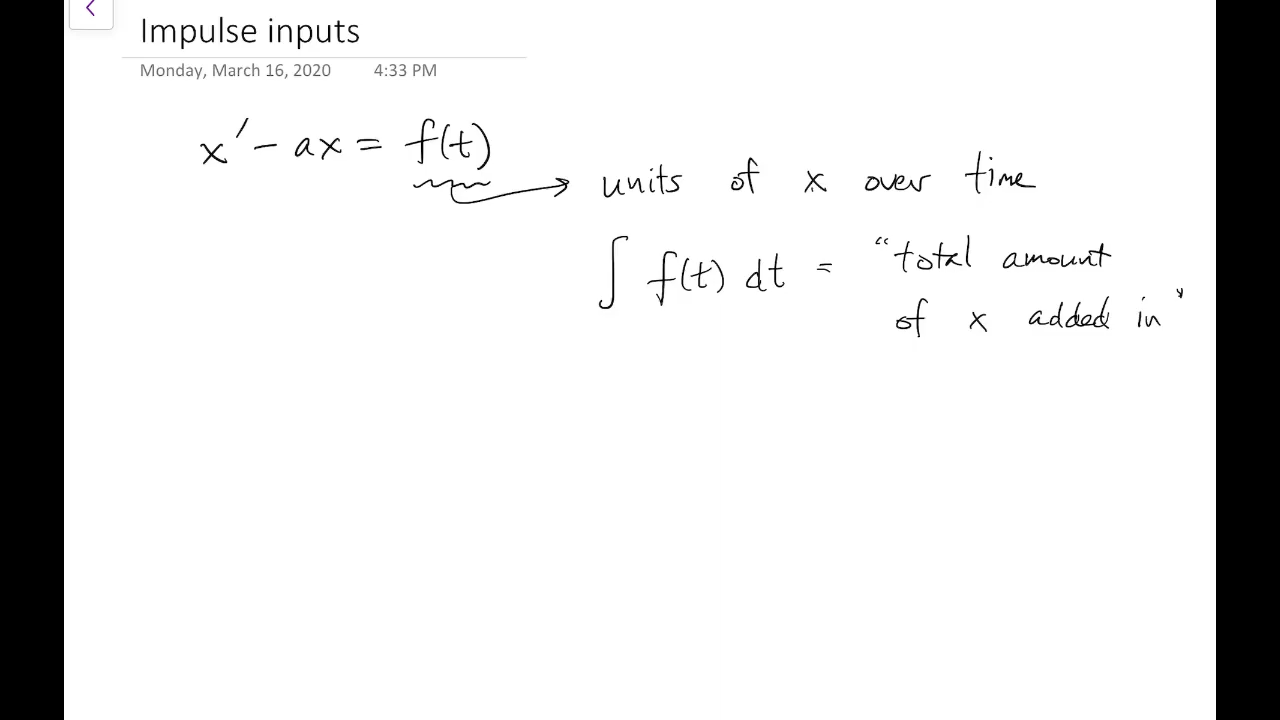 Impulse inputs
Monday, March 16, 2020 4:33 PM
x' - ax = f(t)
units of x over time
∫ f(t) dt = "total amount
of x added in"